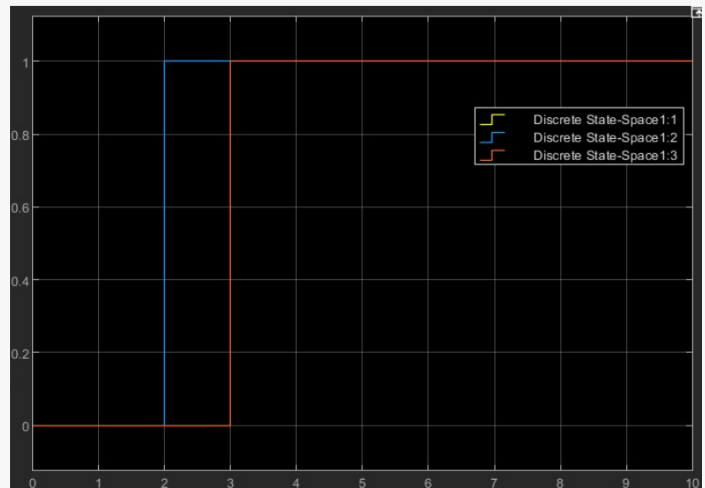 1
0.8
0.6
0.4
0.2
0
Discrete State-Space1:1
Discrete State-Space1:2
Discrete State-Space1:3
0 1 2 3 4 5 6 7 8 9 10